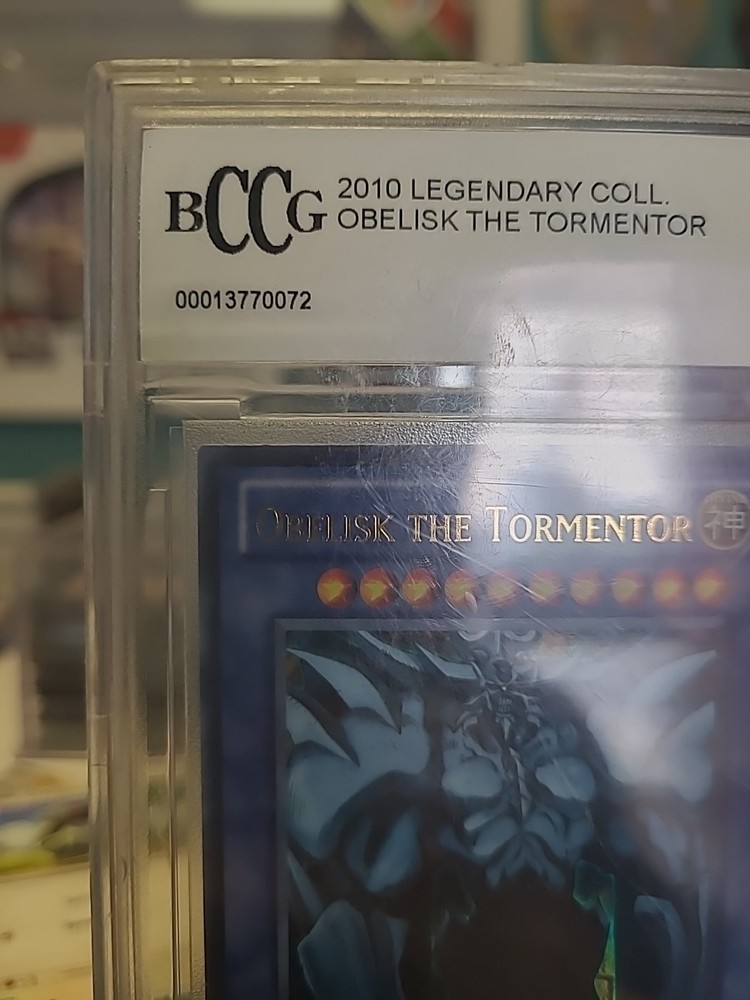 BCCG
2010 LEGENDARY COLL.
OBELISK THE TORMENTOR
00013770072
OBELISK THE TORMENTOR
神